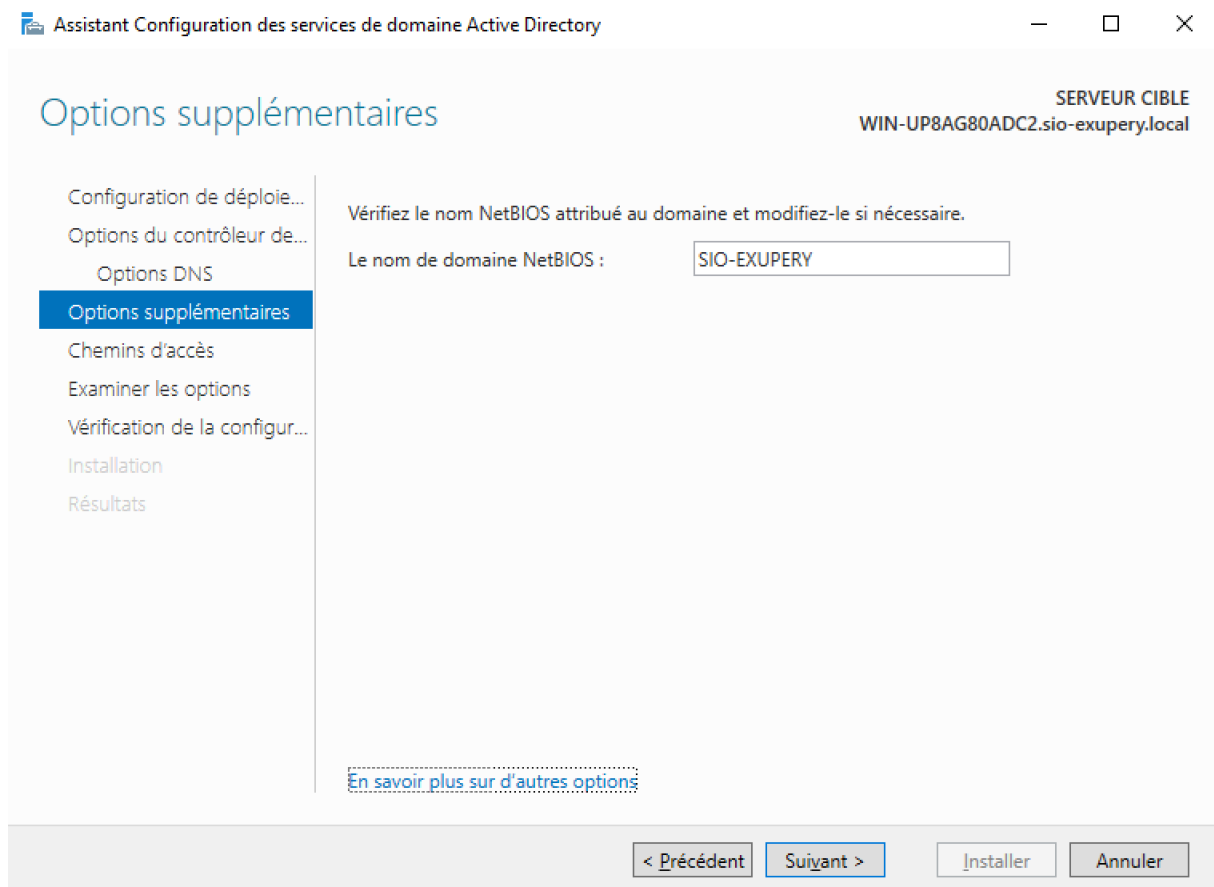 Assistant Configuration des services de domaine Active Directory
Options supplémentaires
SERVEUR CIBLE
WIN-UP8AG80ADC2.sio-exupery.local
Configuration de déploie...
Options du contrôleur de...
Options DNS
Options supplémentaires
Chemins d'accès
Examiner les options
Vérification de la configur...
Installation
Résultats
Vérifiez le nom NetBIOS attribué au domaine et modifiez-le si nécessaire.
Le nom de domaine NetBIOS : SIO-EXUPERY
En savoir plus sur d'autres options
< Précédent Suivant > Installer Annuler